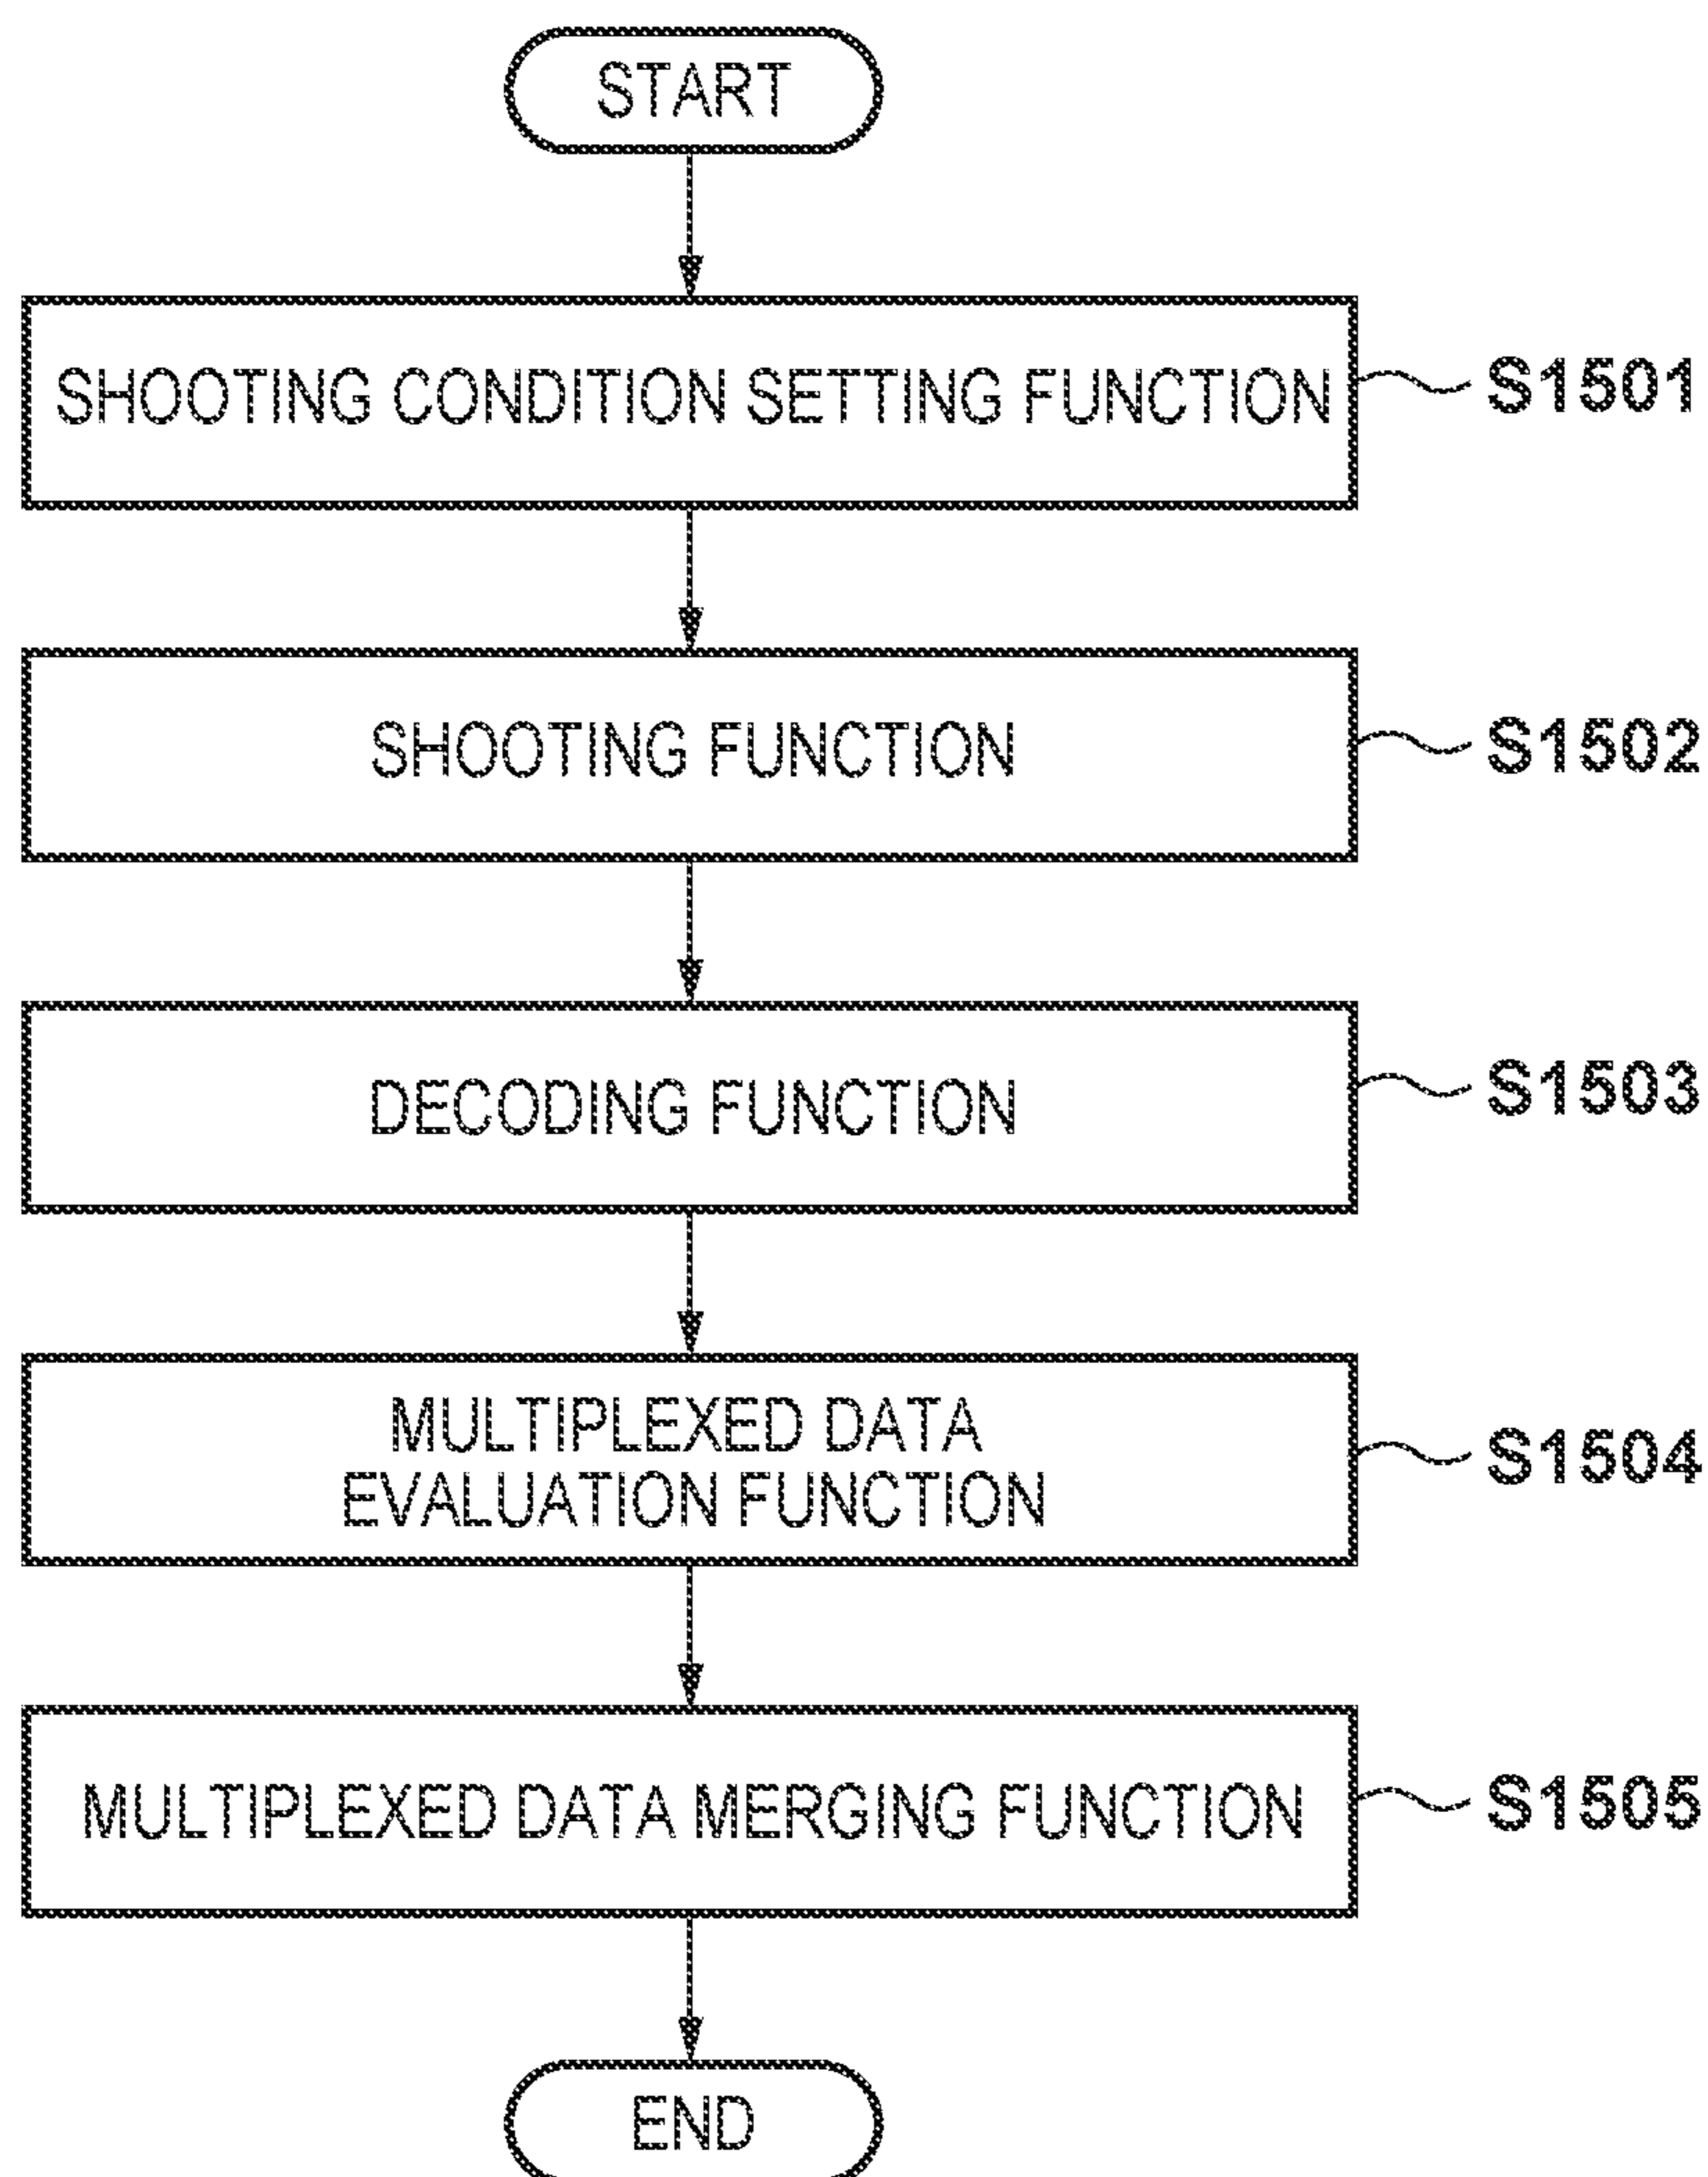 START
SHOOTING CONDITION SETTING FUNCTION
S1501
SHOOTING FUNCTION
S1502
DECODING FUNCTION
S1503
MULTIPLEXED DATA
EVALUATION FUNCTION
S1504
MULTIPLEXED DATA MERGING FUNCTION
S1505
END